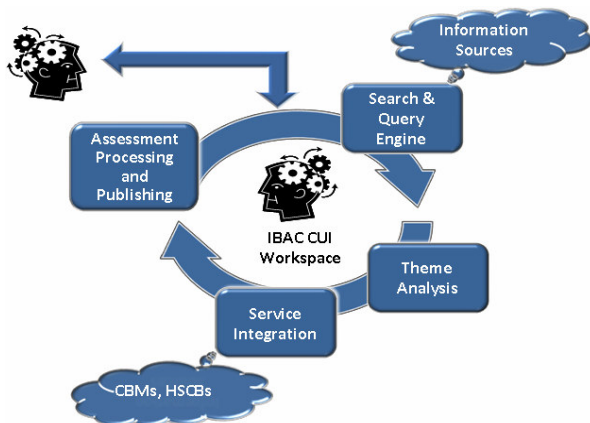 Information
Sources
Search &
Query
Engine
Assessment
Processing
and
Publishing
IBAC CUI
Workspace
Theme
Analysis
Service
Integration
CBMs, HSCBs